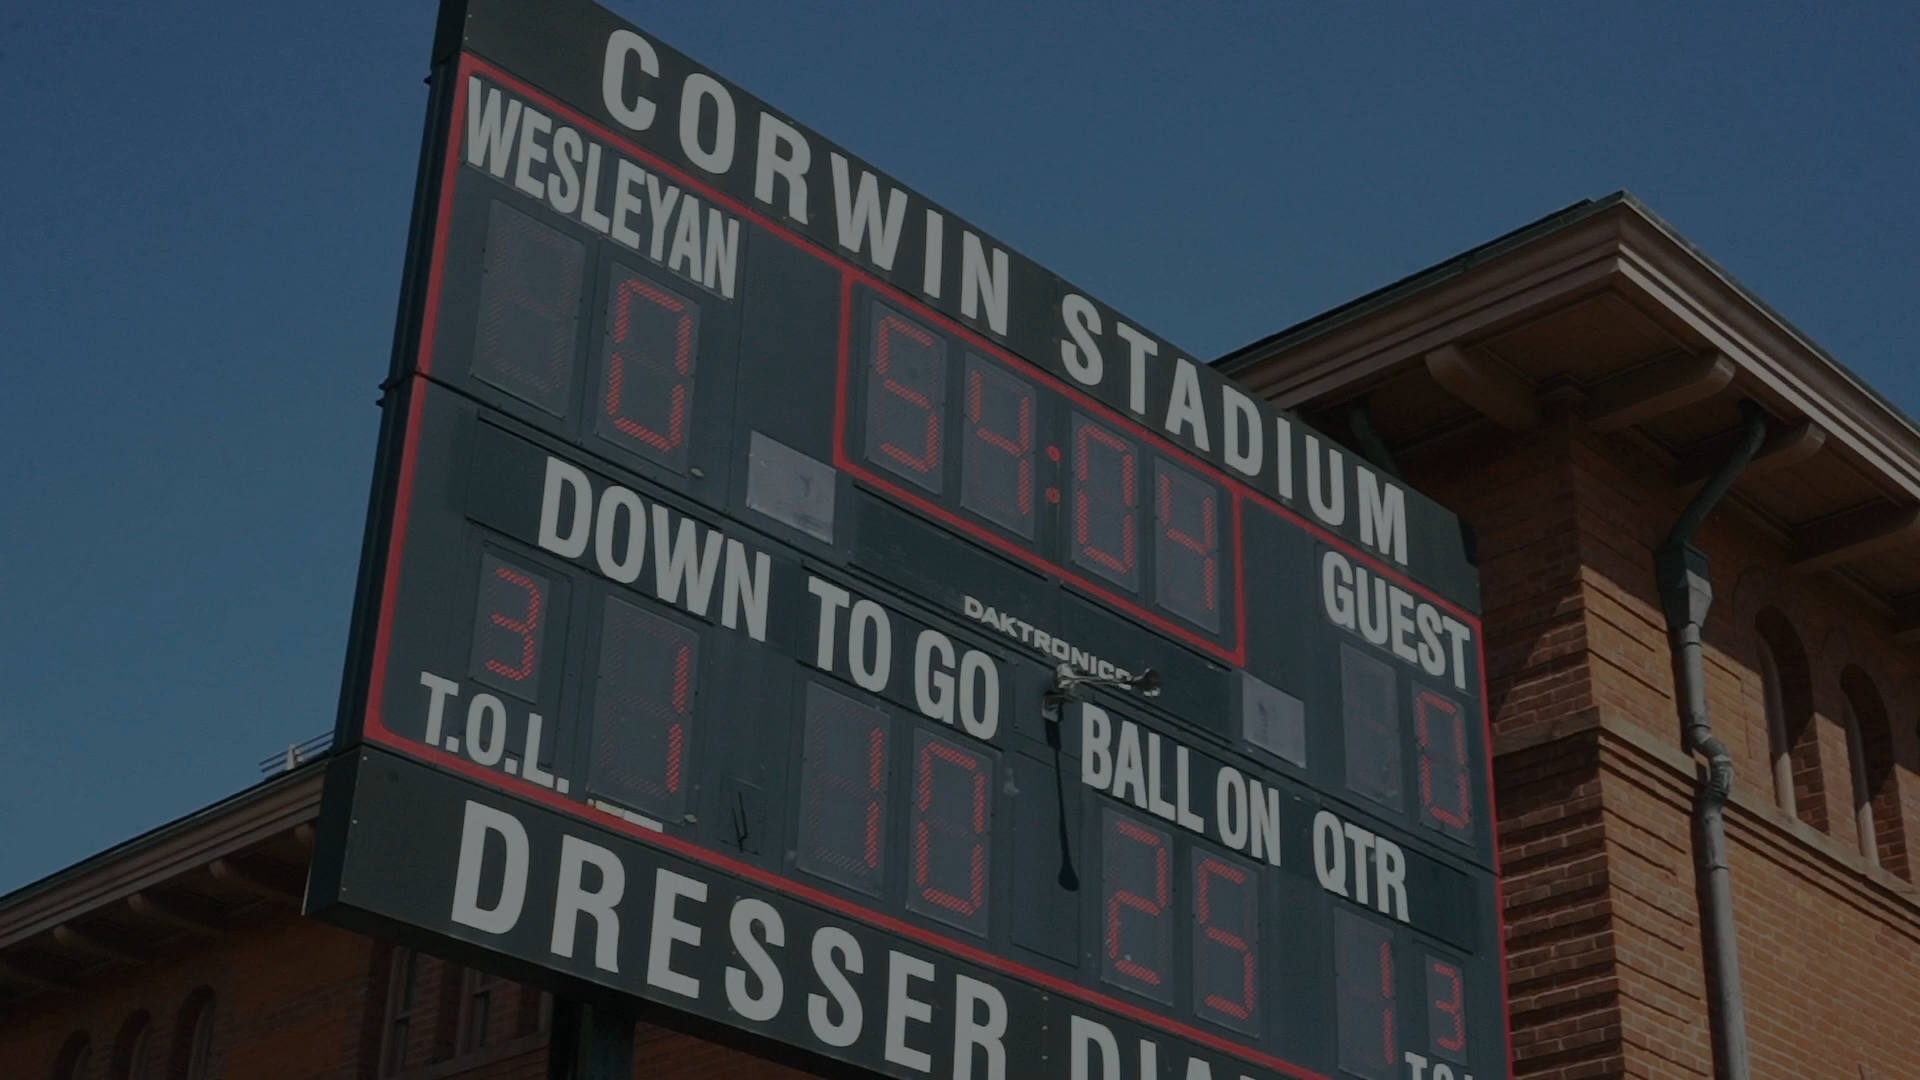 CORWIN STADIUM
WESLEYAN
0
54:04
GUEST
0
DOWN TO GO
BALL ON
QTR
3
1
10
25
1
3
DAKTRONICS
T.O.L.
DRESSER